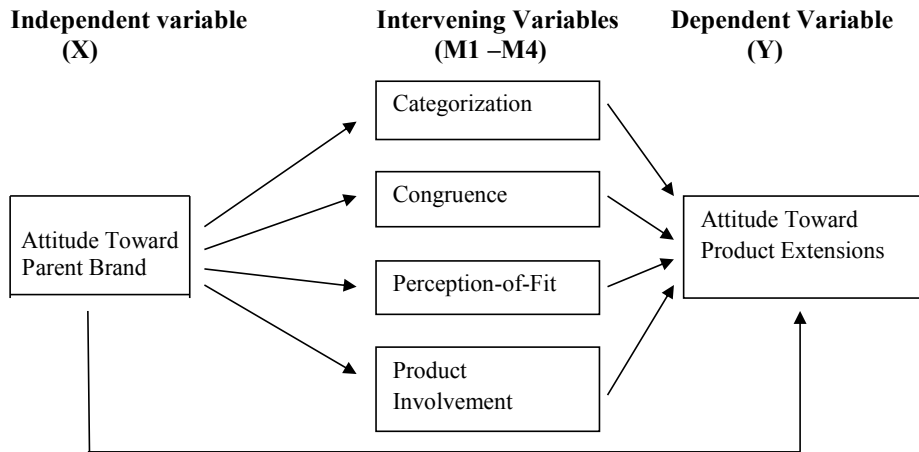 Independent variable
(X)
Intervening Variables
(M1 –M4)
Dependent Variable
(Y)
Categorization
Congruence
Attitude Toward
Parent Brand
Attitude Toward
Product Extensions
Perception-of-Fit
Product
Involvement